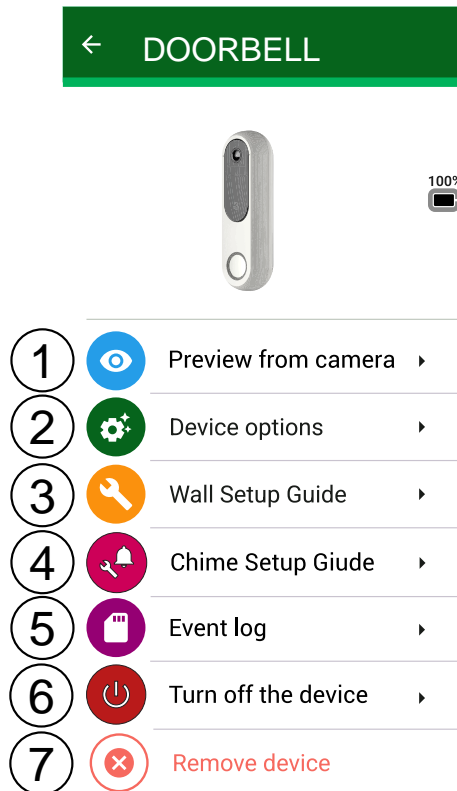 DOORBELL
100%
1 Preview from camera
2 Device options
3 Wall Setup Guide
4 Chime Setup Giude
5 Event log
6 Turn off the device
7 Remove device